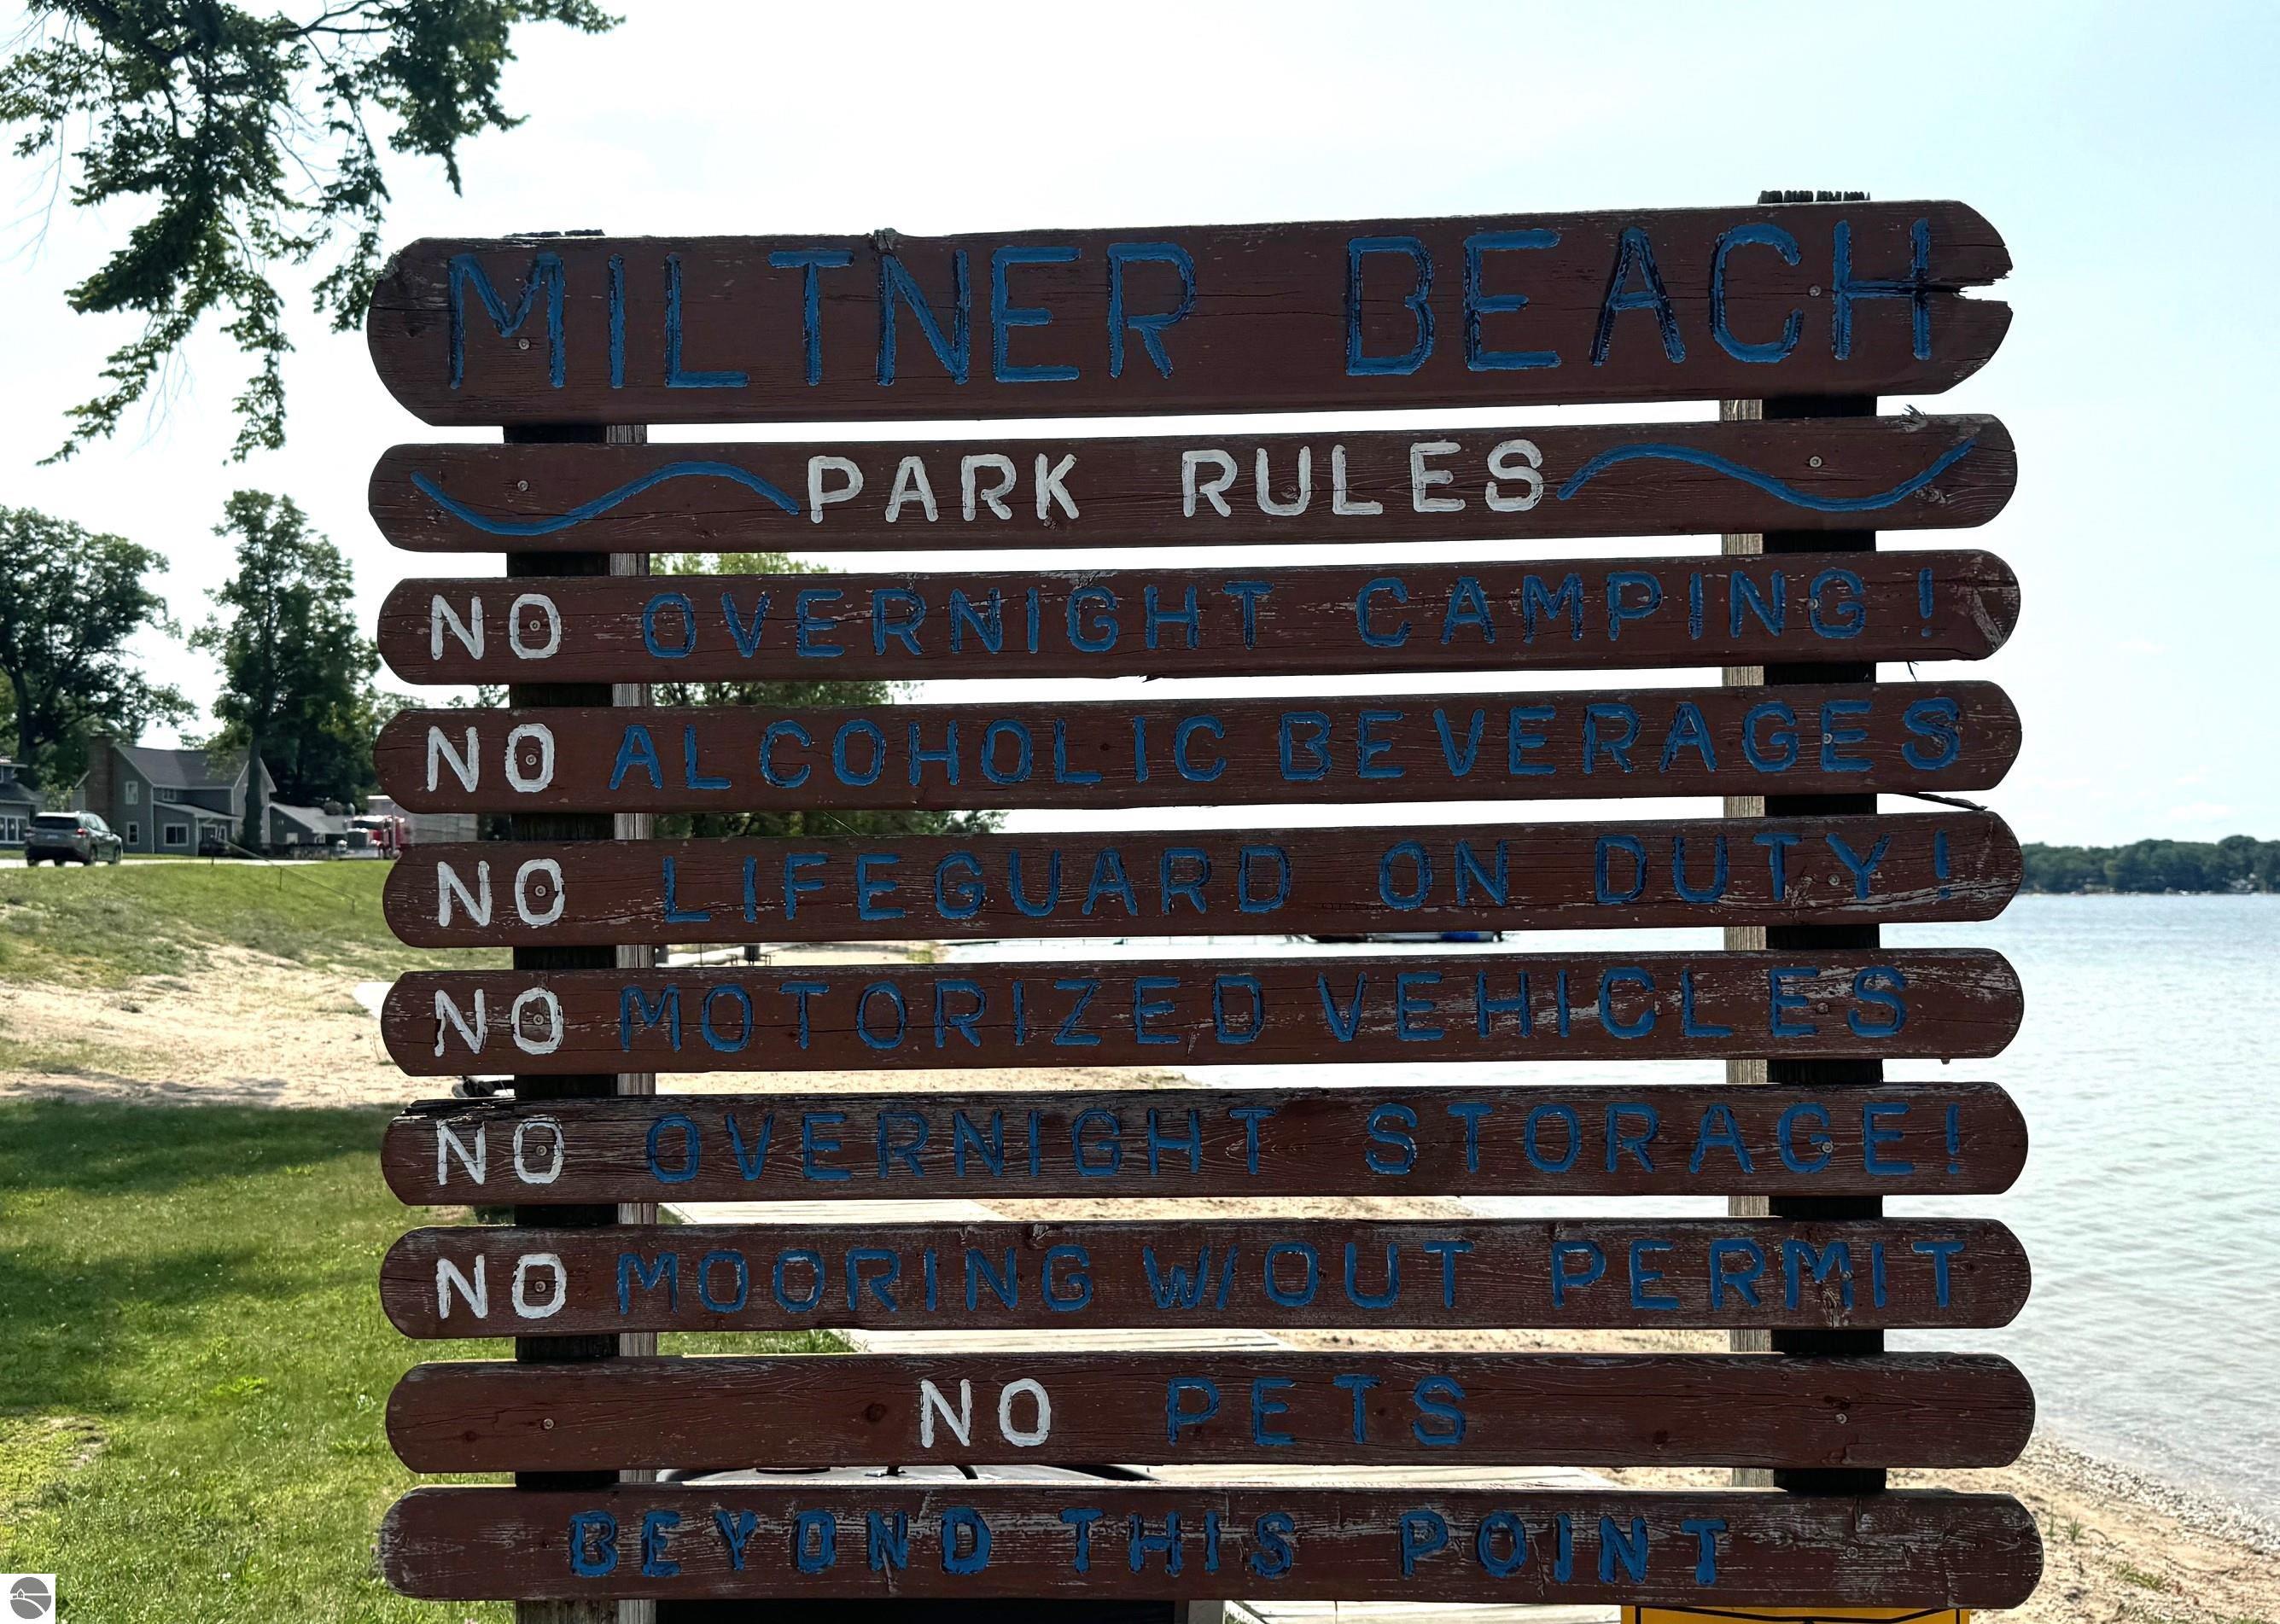 MILTNER BEACH
PARK RULES
NO OVERNIGHT CAMPING!
NO ALCOHOLIC BEVERAGES
NO LIFEGUARD ON DUTY!
NO MOTORIZED VEHICLES
NO OVERNIGHT STORAGE!
NO MOORING W/OUT PERMIT
NO PETS
BEYOND THIS POINT